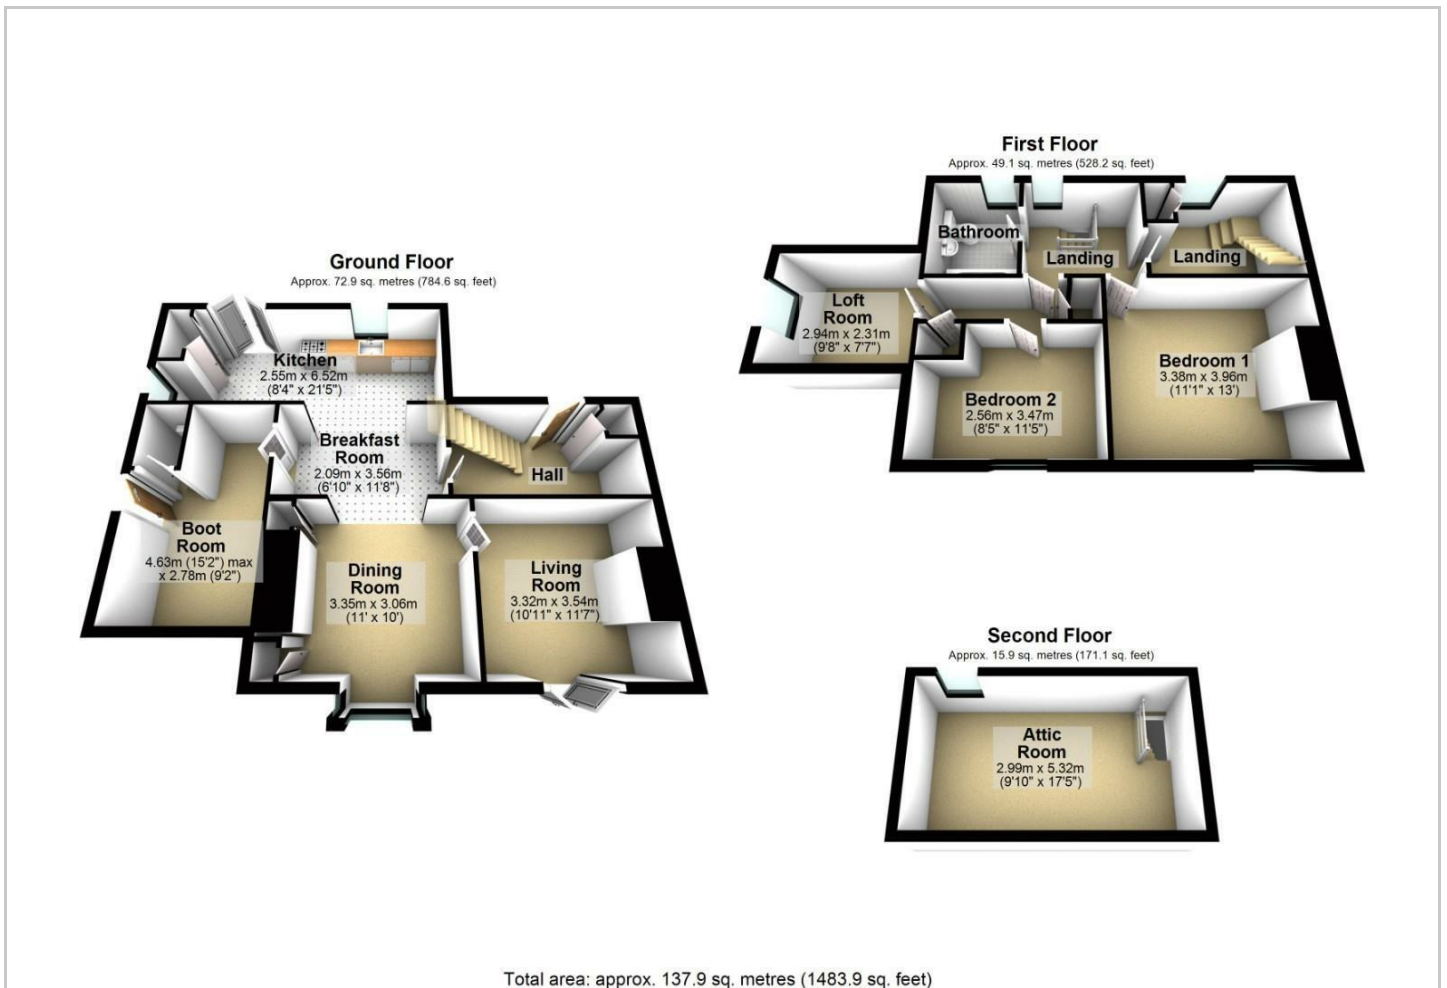 Ground Floor
Approx. 72.9 sq. metres (784.6 sq. feet)
Kitchen
2.55m x 6.52m
(8'4" x 21'5")
Breakfast
Room
2.09m x 3.56m
(6'10" x 11'8")
Hall
Boot
Room
4.63m (15'2") max
x 2.78m (9'2")
Dining
Room
3.35m x 3.06m
(11' x 10')
Living
Room
3.32m x 3.54m
(10'11" x 11'7")
First Floor
Approx. 49.1 sq. metres (528.2 sq. feet)
Bathroom
Landing
Landing
Loft
Room
2.94m x 2.31m
(9'8" x 7'7")
Bedroom 1
3.38m x 3.96m
(11'1" x 13')
Bedroom 2
2.56m x 3.47m
(8'5" x 11'5")
Second Floor
Approx. 15.9 sq. metres (171.1 sq. feet)
Attic
Room
2.99m x 5.32m
(9'10" x 17'5")
Total area: approx. 137.9 sq. metres (1483.9 sq. feet)